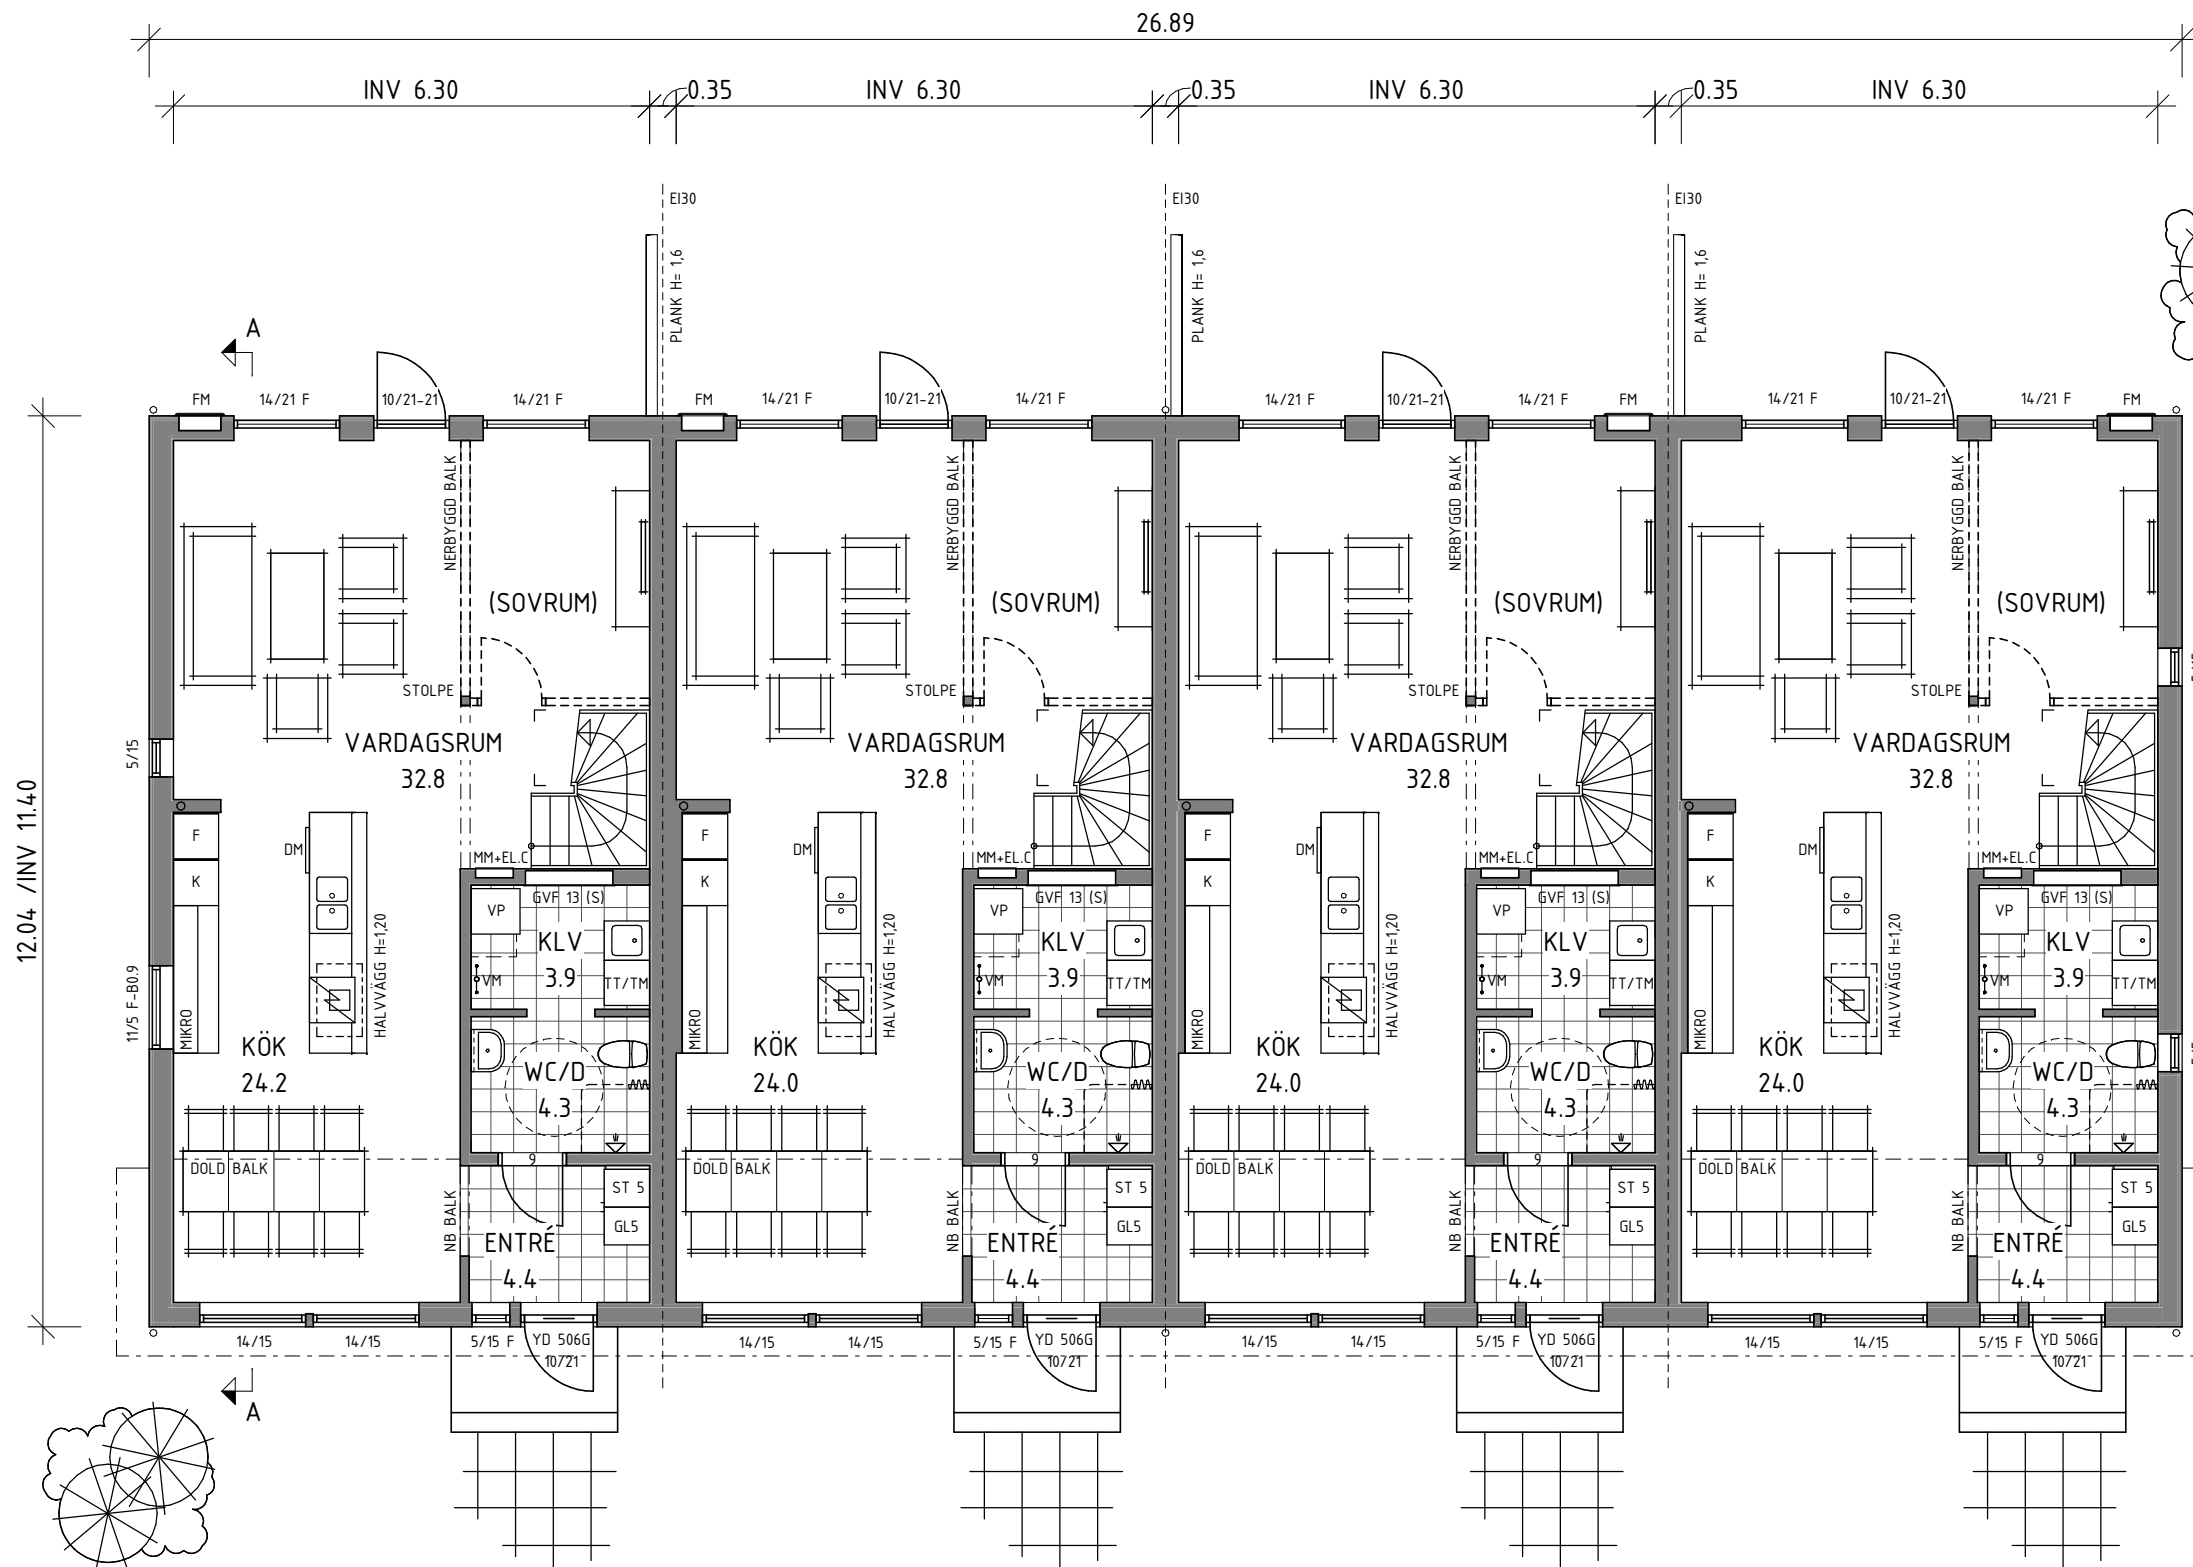 26.89
INV 6.30 0.35 INV 6.30 0.35 INV 6.30 0.35 INV 6.30
EI30 EI30 EI30
PLANK H= 1,6 PLANK H= 1,6 PLANK H= 1,6
A
FM 14/21 F 10/21-21 14/21 F FM 14/21 F 10/21-21 14/21 F 14/21 F 10/21-21 14/21 F FM 14/21 F 10/21-21 14/21 F FM
NERBYGGD BALK NERBYGGD BALK NERBYGGD BALK NERBYGGD BALK
(SOVRUM) (SOVRUM) (SOVRUM) (SOVRUM)
STOLPE STOLPE STOLPE STOLPE
VARDAGSRUM VARDAGSRUM VARDAGSRUM VARDAGSRUM
32.8 32.8 32.8 32.8
5/15
12.04 /INV 11.40
F F F F
DM DM DM DM
MM+EL.C MM+EL.C MM+EL.C MM+EL.C
K K K K
GVF 13 (S) GVF 13 (S) GVF 13 (S) GVF 13 (S)
VP VP VP VP
KLV KLV KLV KLV
3.9 3.9 3.9 3.9
HALVVÄGG H=1,20 HALVVÄGG H=1,20 HALVVÄGG H=1,20 HALVVÄGG H=1,20
VM TT/TM VM TT/TM VM TT/TM VM TT/TM
11/5 F-B0.9
MIKRO MIKRO MIKRO MIKRO
KÖK KÖK KÖK KÖK
24.2 24.0 24.0 24.0
WC/D WC/D WC/D WC/D
4.3 4.3 4.3 4.3
9 9 9 9
DOLD BALK DOLD BALK DOLD BALK DOLD BALK
ST 5 ST 5 ST 5 ST 5
NB BALK NB BALK NB BALK NB BALK
GL5 GL5 GL5 GL5
ENTRÉ ENTRÉ ENTRÉ ENTRÉ
4.4 4.4 4.4 4.4
14/15 14/15 5/15 F YD 506G 14/15 14/15 5/15 F YD 506G 14/15 14/15 5/15 F YD 506G 14/15 14/15 5/15 F YD 506G
10/21 10/21 10/21 10/21
A